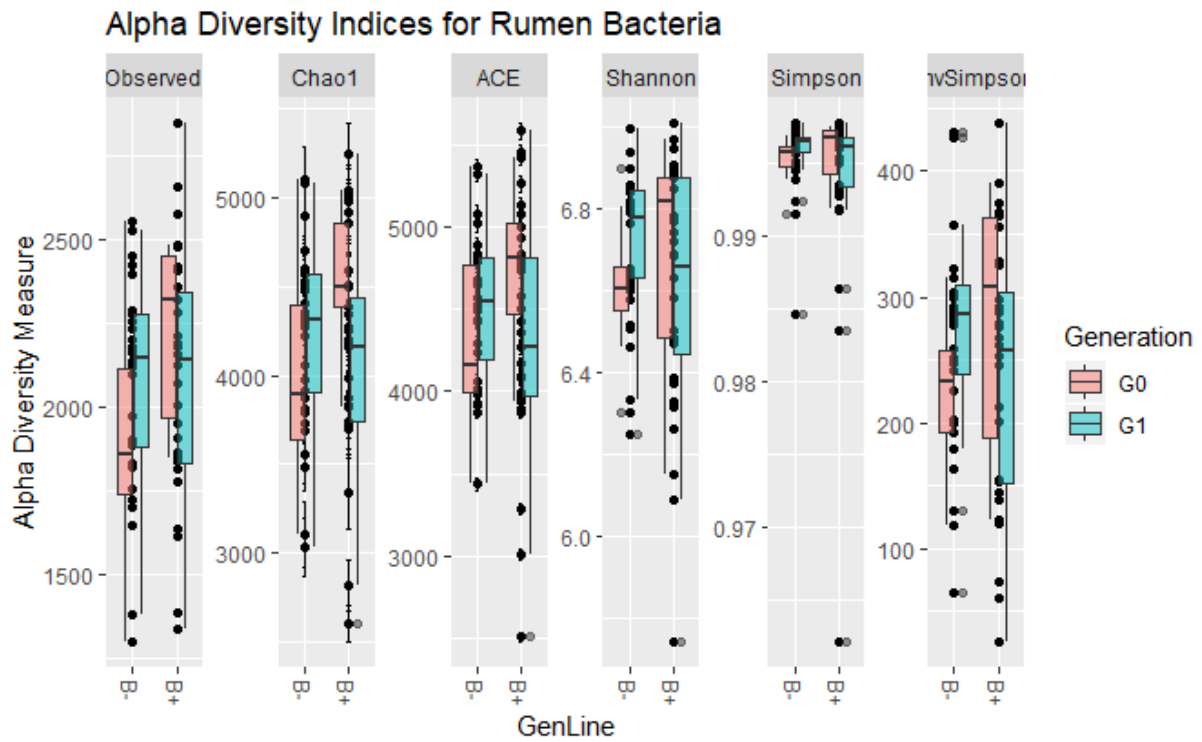 Alpha Diversity Indices for Rumen Bacteria
Observed
Chao1
ACE
Shannon
Simpson
nvSimpson
Alpha Diversity Measure
2500
2000
1500
5000
4000
3000
5000
4000
3000
6.8
6.4
6.0
0.99
0.98
0.97
400
300
200
100
B-
B+
B-
B+
B-
B+
B-
B+
B-
B+
B-
B+
GenLine
Generation
G0
G1